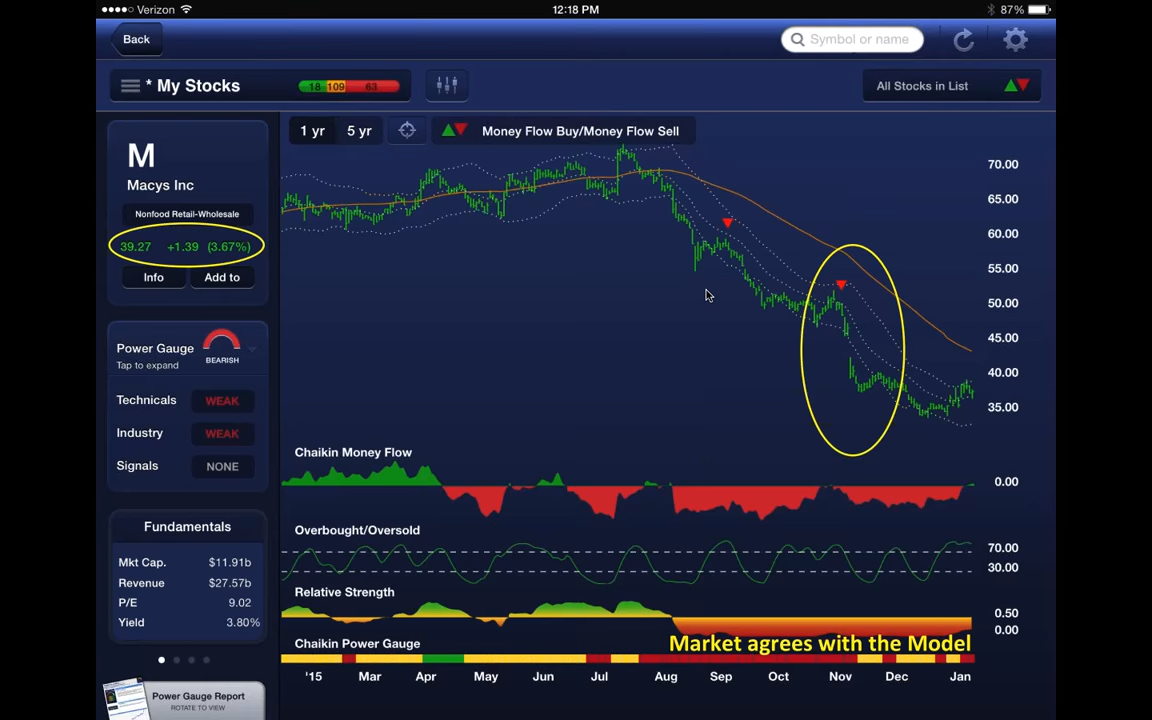 Verizon
12:18 PM
87%
Back
Symbol or name
* My Stocks
18 109 63
All Stocks in List
M
Macys Inc
Nonfood Retail-Wholesale
39.27 +1.39 (3.67%)
Info Add to
1 yr 5 yr
Money Flow Buy/Money Flow Sell
70.00
65.00
60.00
55.00
50.00
45.00
40.00
35.00
Power Gauge
Tap to expand
BEARISH
Technicals WEAK
Industry WEAK
Signals NONE
Chaikin Money Flow
0.00
Overbought/Oversold
70.00
30.00
Relative Strength
0.50
0.00
Chaikin Power Gauge
Market agrees with the Model
'15 Mar Apr May Jun Jul Aug Sep Oct Nov Dec Jan
Fundamentals
Mkt Cap. $11.91b
Revenue $27.57b
P/E 9.02
Yield 3.80%
Power Gauge Report
ROTATE TO VIEW